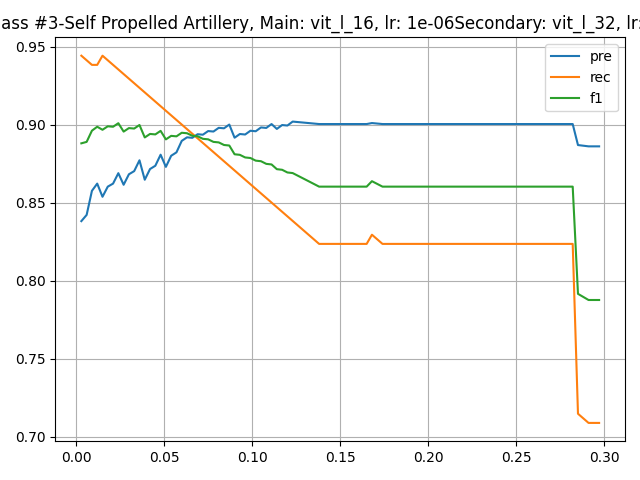 ass #3-Self Propelled Artillery, Main: vit_l_16, lr: 1e-06Secondary: vit_l_32, lr:
0.95
0.90
0.85
0.80
0.75
0.70
pre
rec
f1
0.00 0.05 0.10 0.15 0.20 0.25 0.30